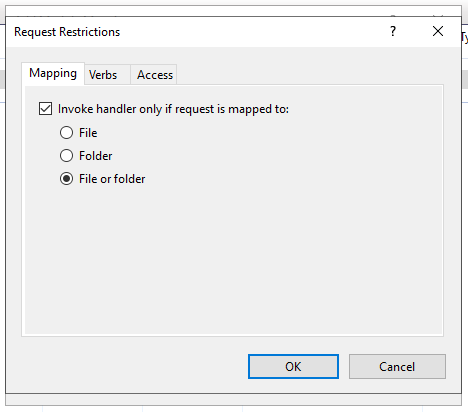 Request Restrictions
?
Mapping Verbs Access
Invoke handler only if request is mapped to:
File
Folder
File or folder
OK Cancel